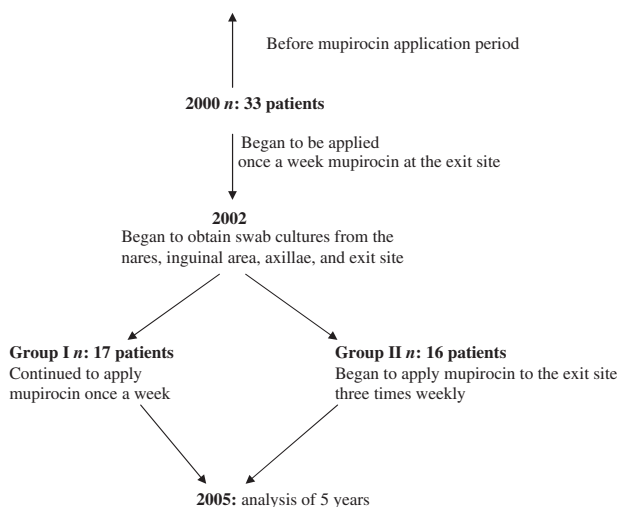 Before mupirocin application period
2000 n: 33 patients
Began to be applied
once a week mupirocin at the exit site
2002
Began to obtain swab cultures from the
nares, inguinal area, axillae, and exit site
Group I n: 17 patients
Continued to apply
mupirocin once a week
Group II n: 16 patients
Began to apply mupirocin to the exit site
three times weekly
2005: analysis of 5 years